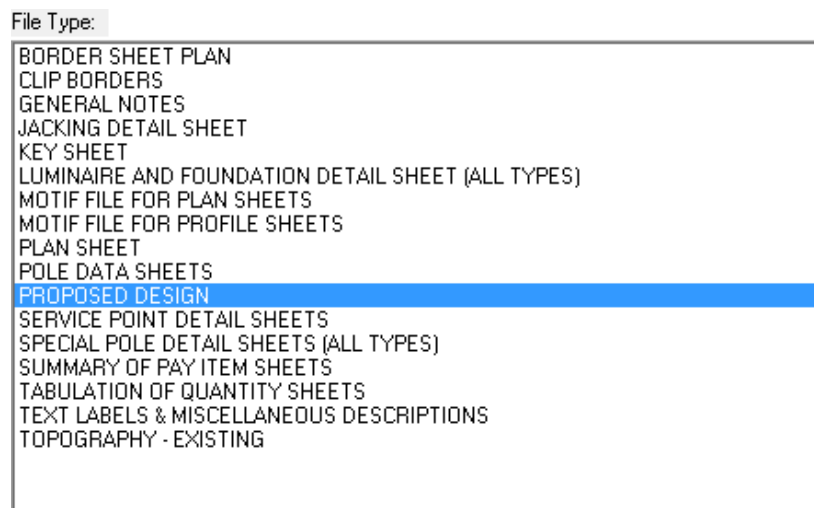 File Type:
BORDER SHEET PLAN
CLIP BORDERS
GENERAL NOTES
JACKING DETAIL SHEET
KEY SHEET
LUMINAIRE AND FOUNDATION DETAIL SHEET (ALL TYPES)
MOTIF FILE FOR PLAN SHEETS
MOTIF FILE FOR PROFILE SHEETS
PLAN SHEET
POLE DATA SHEETS
PROPOSED DESIGN
SERVICE POINT DETAIL SHEETS
SPECIAL POLE DETAIL SHEETS (ALL TYPES)
SUMMARY OF PAY ITEM SHEETS
TABULATION OF QUANTITY SHEETS
TEXT LABELS & MISCELLANEOUS DESCRIPTIONS
TOPOGRAPHY - EXISTING